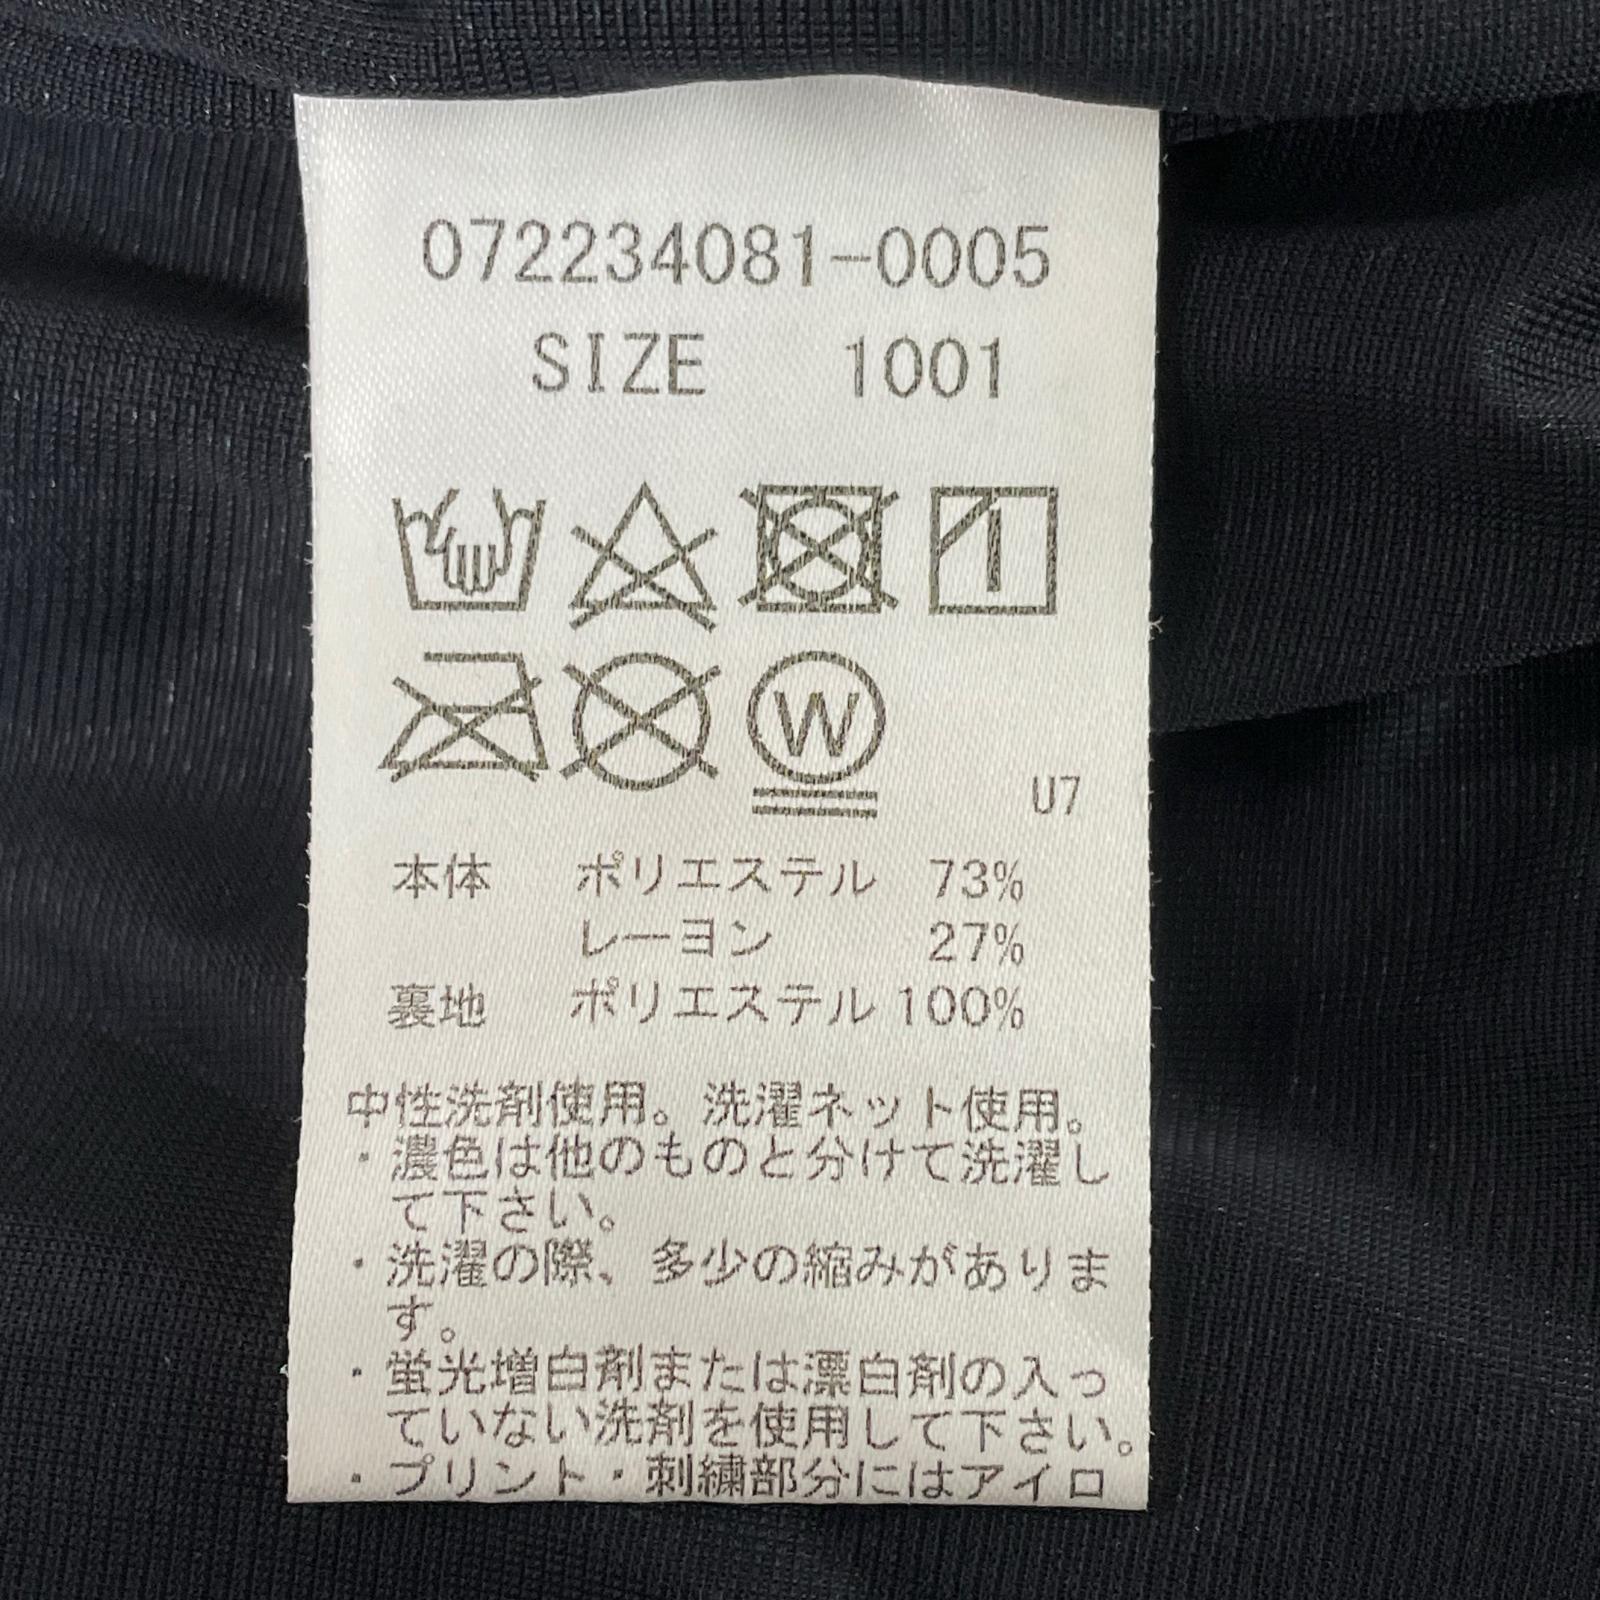 072234081-0005
SIZE 1001
W
U7
本体 ポリエステル 73%
レーヨン 27%
裏地 ポリエステル 100%
中性洗剤使用。洗濯ネット使用。
・濃色は他のものと分けて洗濯し
て下さい。
・洗濯の際、多少の縮みがありま
す。
・蛍光増白剤または漂白剤の入っ
ていない洗剤を使用して下さい。
・プリント・刺繍部分にはアイロ